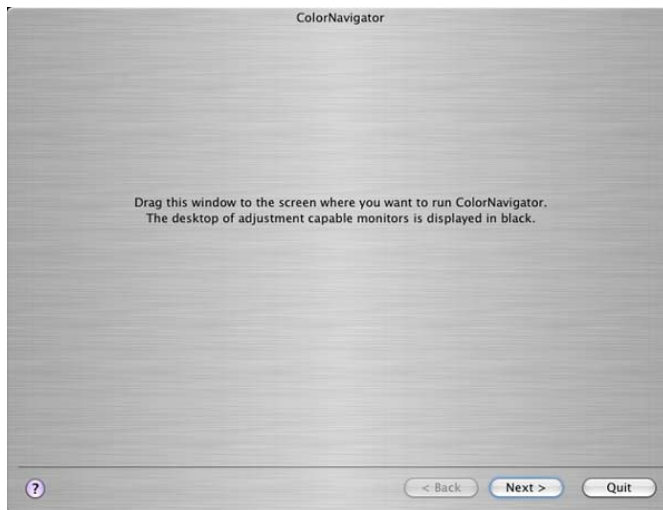 ColorNavigator
Drag this window to the screen where you want to run ColorNavigator.
The desktop of adjustment capable monitors is displayed in black.
?
< Back
Next >
Quit